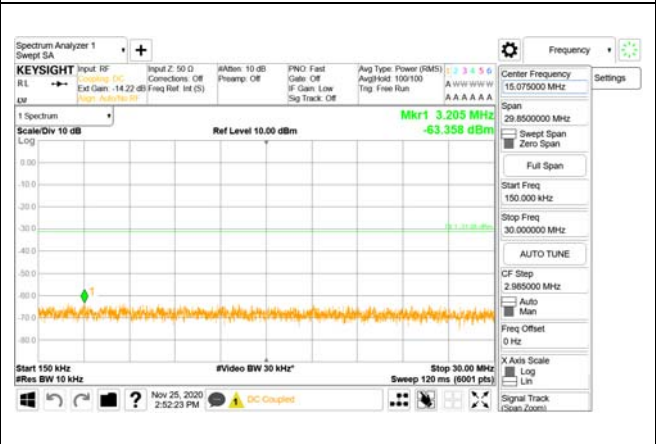 Spectrum Analyzer 1
Swept SA
Frequency
KEYSIGHT
Input: RF
Coupling: DC
Ext Gain: -14.22 dB
Align: Auto/No RF
Input Z: 50 Ω
Corrections: Off
Freq Ref: Int (S)
#Atten: 10 dB
Preamp: Off
PNO: Fast
Gate: Off
IF Gain: Low
Sig Track: Off
Avg Type: Power (RMS)
Avg|Hold: 100/100
Trig: Free Run
1 2 3 4 5 6
A W W W W W
A A A A A A
RL
1 Spectrum
Scale/Div 10 dB
Ref Level 10.00 dBm
Mkr1 3.205 MHz
-63.358 dBm
Log
0.00
-10.0
-20.0
-30.0
-40.0
-50.0
-60.0
-70.0
-80.0
1
Start 150 kHz
#Res BW 10 kHz
#Video BW 30 kHz*
Stop 30.00 MHz
Sweep 120 ms (6001 pts)
Nov 25, 2020
2:52:23 PM
DC Coupled
Center Frequency
15.075000 MHz
Settings
Span
29.8500000 MHz
Swept Span
Zero Span
Full Span
Start Freq
150.000 kHz
Stop Freq
30.000000 MHz
AUTO TUNE
CF Step
2.985000 MHz
Auto
Man
Freq Offset
0 Hz
X Axis Scale
Log
Lin
Signal Track
(Span Zoom)